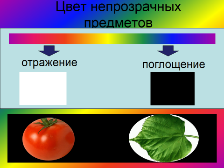 Цвет непрозрачных
предметов
отражение
поглощение